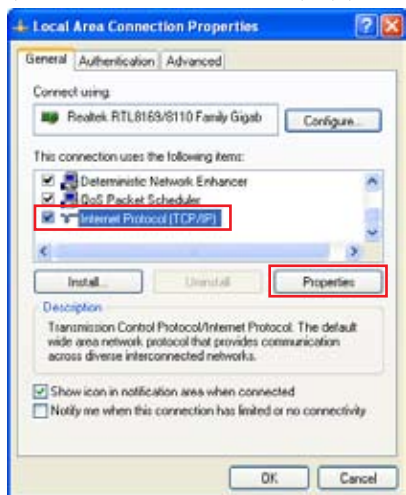 Local Area Connection Properties
General Authentication Advanced
Connect using:
Realtek RTL8169/8110 Family Gigab
Configure...
This connection uses the following items:
Deterministic Network Enhancer
QoS Packet Scheduler
Internet Protocol (TCP/IP)
Install... Uninstall Properties
Description
Transmission Control Protocol/Internet Protocol. The default
wide area network protocol that provides communication
across diverse interconnected networks.
Show icon in notification area when connected
Notify me when this connection has limited or no connectivity
OK Cancel